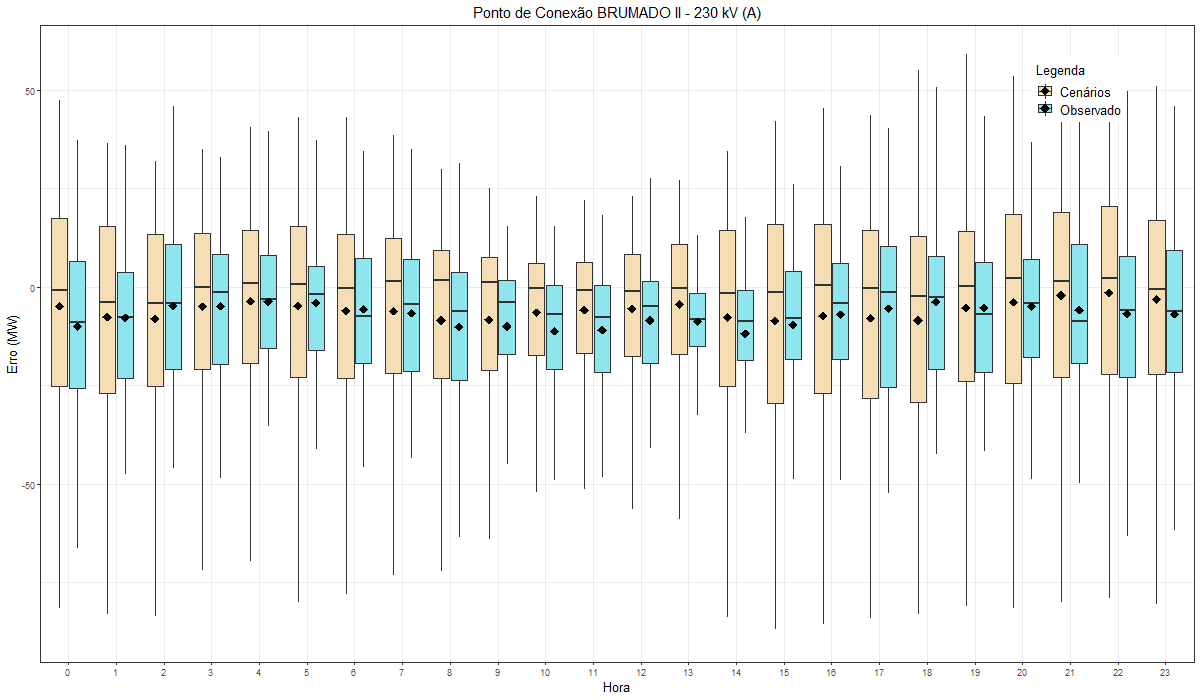 Ponto de Conexão BRUMADO II - 230 kV (A)
Legenda
Cenários
Observado
50
0
-50
Erro (MW)
0 1 2 3 4 5 6 7 8 9 10 11 12 13 14 15 16 17 18 19 20 21 22 23
Hora